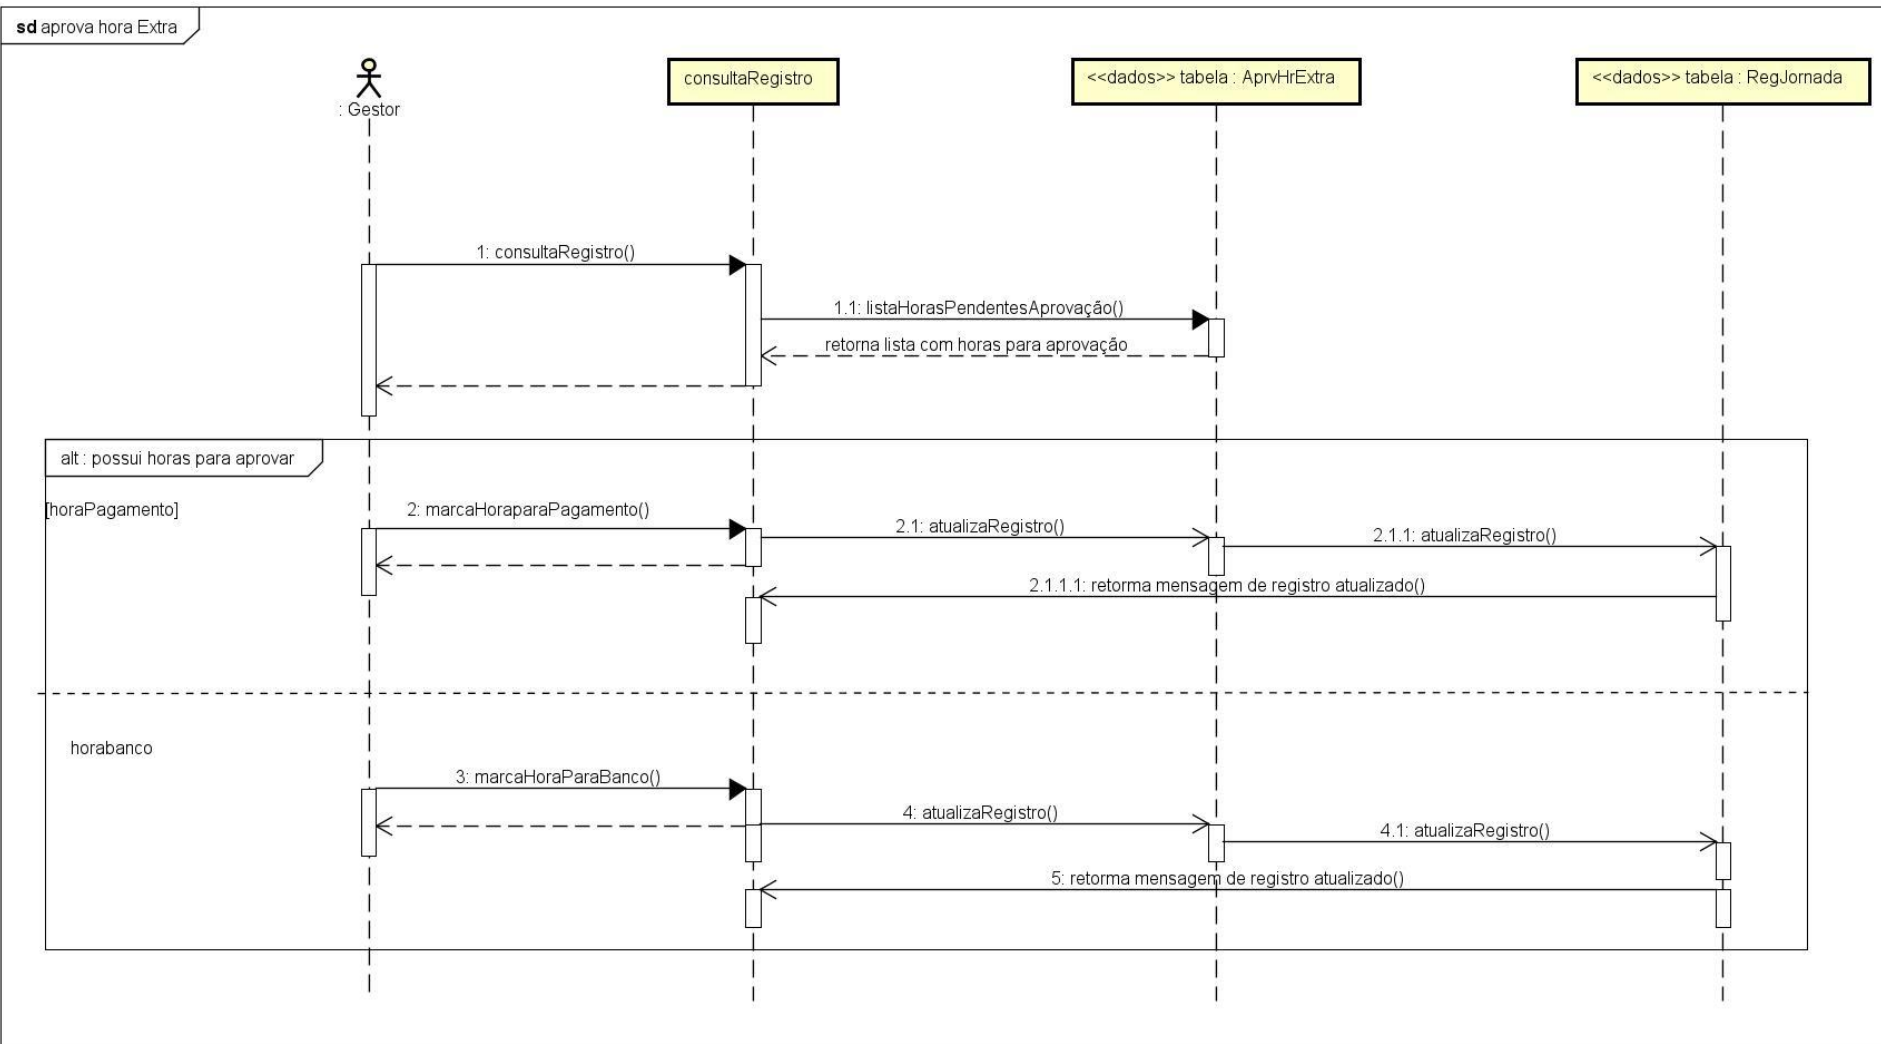 sd aprova hora Extra
: Gestor
consultaRegistro
<<dados>> tabela : AprvHrExtra
<<dados>> tabela : RegJornada
1: consultaRegistro()
1.1: listaHorasPendentesAprovação()
retorna lista com horas para aprovação
alt : possui horas para aprovar
[horaPagamento]
2: marcaHoraparaPagamento()
2.1: atualizaRegistro()
2.1.1: atualizaRegistro()
2.1.1.1: retorma mensagem de registro atualizado()
horabanco
3: marcaHoraParaBanco()
4: atualizaRegistro()
4.1: atualizaRegistro()
5: retorma mensagem de registro atualizado()